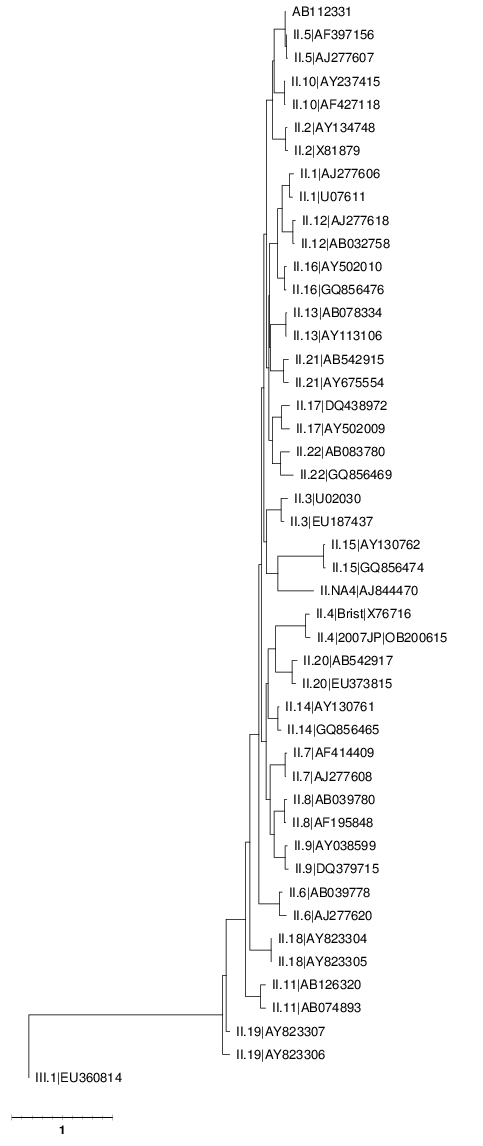 AB112331
II.5|AF397156
II.5|AJ277607
II.10|AY237415
II.10|AF427118
II.2|AY134748
II.2|X81879
II.1|AJ277606
II.1|U07611
II.12|AJ277618
II.12|AB032758
II.16|AY502010
II.16|GQ856476
II.13|AB078334
II.13|AY113106
II.21|AB542915
II.21|AY675554
II.17|DQ438972
II.17|AY502009
II.22|AB083780
II.22|GQ856469
II.3|U02030
II.3|EU187437
II.15|AY130762
II.15|GQ856474
II.NA4|AJ844470
II.4|Brist|X76716
II.4|2007JP|OB200615
II.20|AB542917
II.20|EU373815
II.14|AY130761
II.14|GQ856465
II.7|AF414409
II.7|AJ277608
II.8|AB039780
II.8|AF195848
II.9|AY038599
II.9|DQ379715
II.6|AB039778
II.6|AJ277620
II.18|AY823304
II.18|AY823305
II.11|AB126320
II.11|AB074893
II.19|AY823307
II.19|AY823306
III.1|EU360814
1